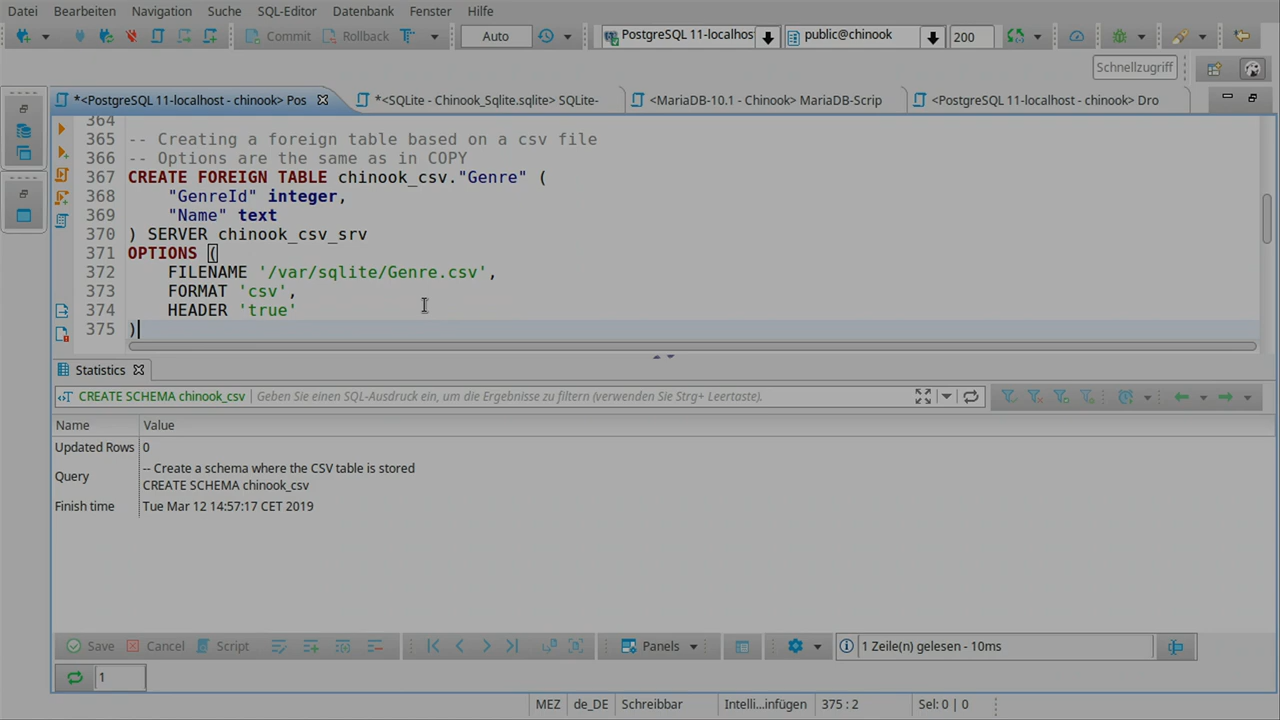 Datei Bearbeiten Navigation Suche SQL-Editor Datenbank Fenster Hilfe
Commit Rollback Auto PostgreSQL 11-localhost public@chinook 200
Schnellzugriff
*<PostgreSQL 11-localhost - chinook> Pos *<SQLite - Chinook_Sqlite.sqlite> SQLite- <MariaDB-10.1 - Chinook> MariaDB-Scrip <PostgreSQL 11-localhost - chinook> Dro
364
365 -- Creating a foreign table based on a csv file
366 -- Options are the same as in COPY
367 CREATE FOREIGN TABLE chinook_csv."Genre" (
368 "GenreId" integer,
369 "Name" text
370 ) SERVER chinook_csv_srv
371 OPTIONS (
372 FILENAME '/var/sqlite/Genre.csv',
373 FORMAT 'csv',
374 HEADER 'true'
375 )
Statistics
CREATE SCHEMA chinook_csv Geben Sie einen SQL-Ausdruck ein, um die Ergebnisse zu filtern (verwenden Sie Strg+ Leertaste).
Name Value
Updated Rows 0
Query -- Create a schema where the CSV table is stored
CREATE SCHEMA chinook_csv
Finish time Tue Mar 12 14:57:17 CET 2019
Save Cancel Script Panels 1 Zeile(n) gelesen - 10ms
1
MEZ de_DE Schreibbar Intelli...infügen 375 : 2 Sel: 0 | 0